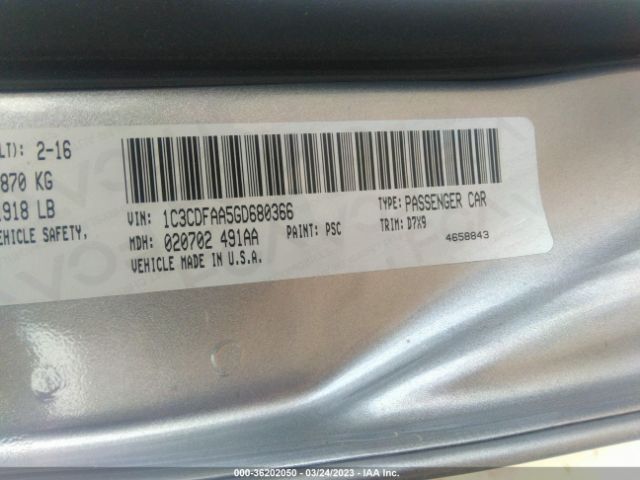 LT): 2-16
870 KG
918 LB
EHICLE SAFETY,
VIN: 1C3CDFAA5GD680366
TYPE: PASSENGER CAR
MDH: 020702 491AA
PAINT: PSC
TRIM: D7X9
VEHICLE MADE IN U.S.A.
4658843
000-36202050 - 03/24/2023 - IAA Inc.